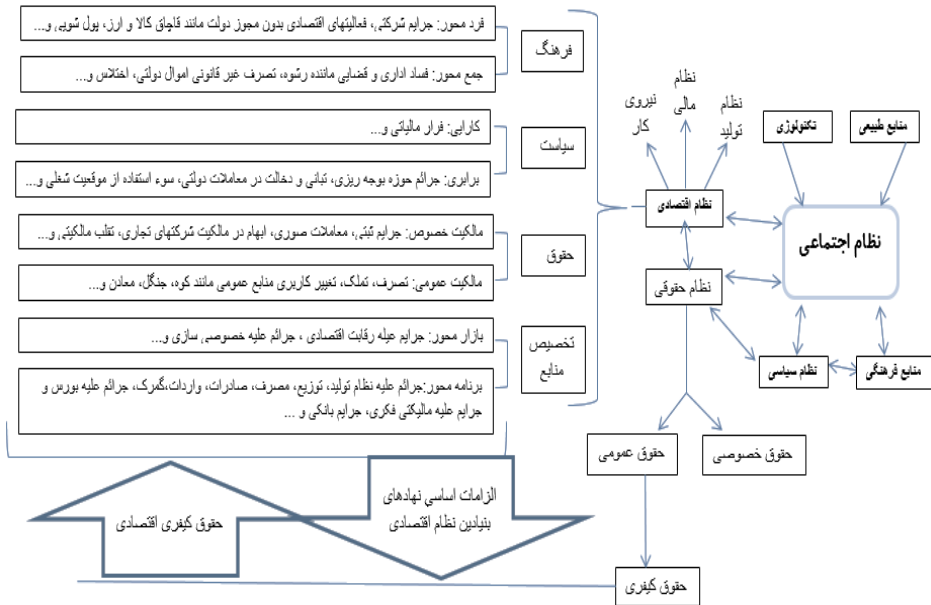 فرد محور: جرایم شرکتی، فعالیتهای اقتصادی بدون مجوز دولت مانند قاچاق کالا و ارز، پول شویی و...
جمع محور: فساد اداری و قضایی مانده رشوه، تصرف غیر قانونی اموال دولتی، اختلاس و...
فرهنگ
کارایی: فرار مالیاتی و...
برابری: جرائم حوزه بوجه ریزی، تبانی و دخالت در معاملات دولتی، سوء استفاده از موقعیت شغلی و...
سیاست
مالکیت خصوص: جرایم ثبتی، معاملات صوری، ابهام در مالکیت شرکتهای تجاری، تقلب مالکیتی و...
مالکیت عمومی: تصرف، تملک، تغییر کاربری منابع عمومی مانند کوه، جنگل، معادن و...
حقوق
بازار محور: جرایم عیله رقابت اقتصادی ، جرائم علیه خصوصی سازی و...
برنامه محور:جرائم علیه نظام تولید، توزیع، مصرف، صادرات، واردات،گمرک، جرائم علیه بورس و
جرایم علیه مالیکتی فکری، جرایم بانکی و ...
تخصیص
منابع
نظام
تولید
نظام
مالی
نیروی
کار
منابع طبیعی
تکنولوژی
نظام اقتصادی
نظام اجتماعی
نظام حقوقی
منابع فرهنگی
نظام سیاسی
حقوق خصوصی
حقوق عمومی
الزامات اساسي نهادهای
بنیادین نظام اقتصادی
حقوق کیفری اقتصادی
حقوق کیفری